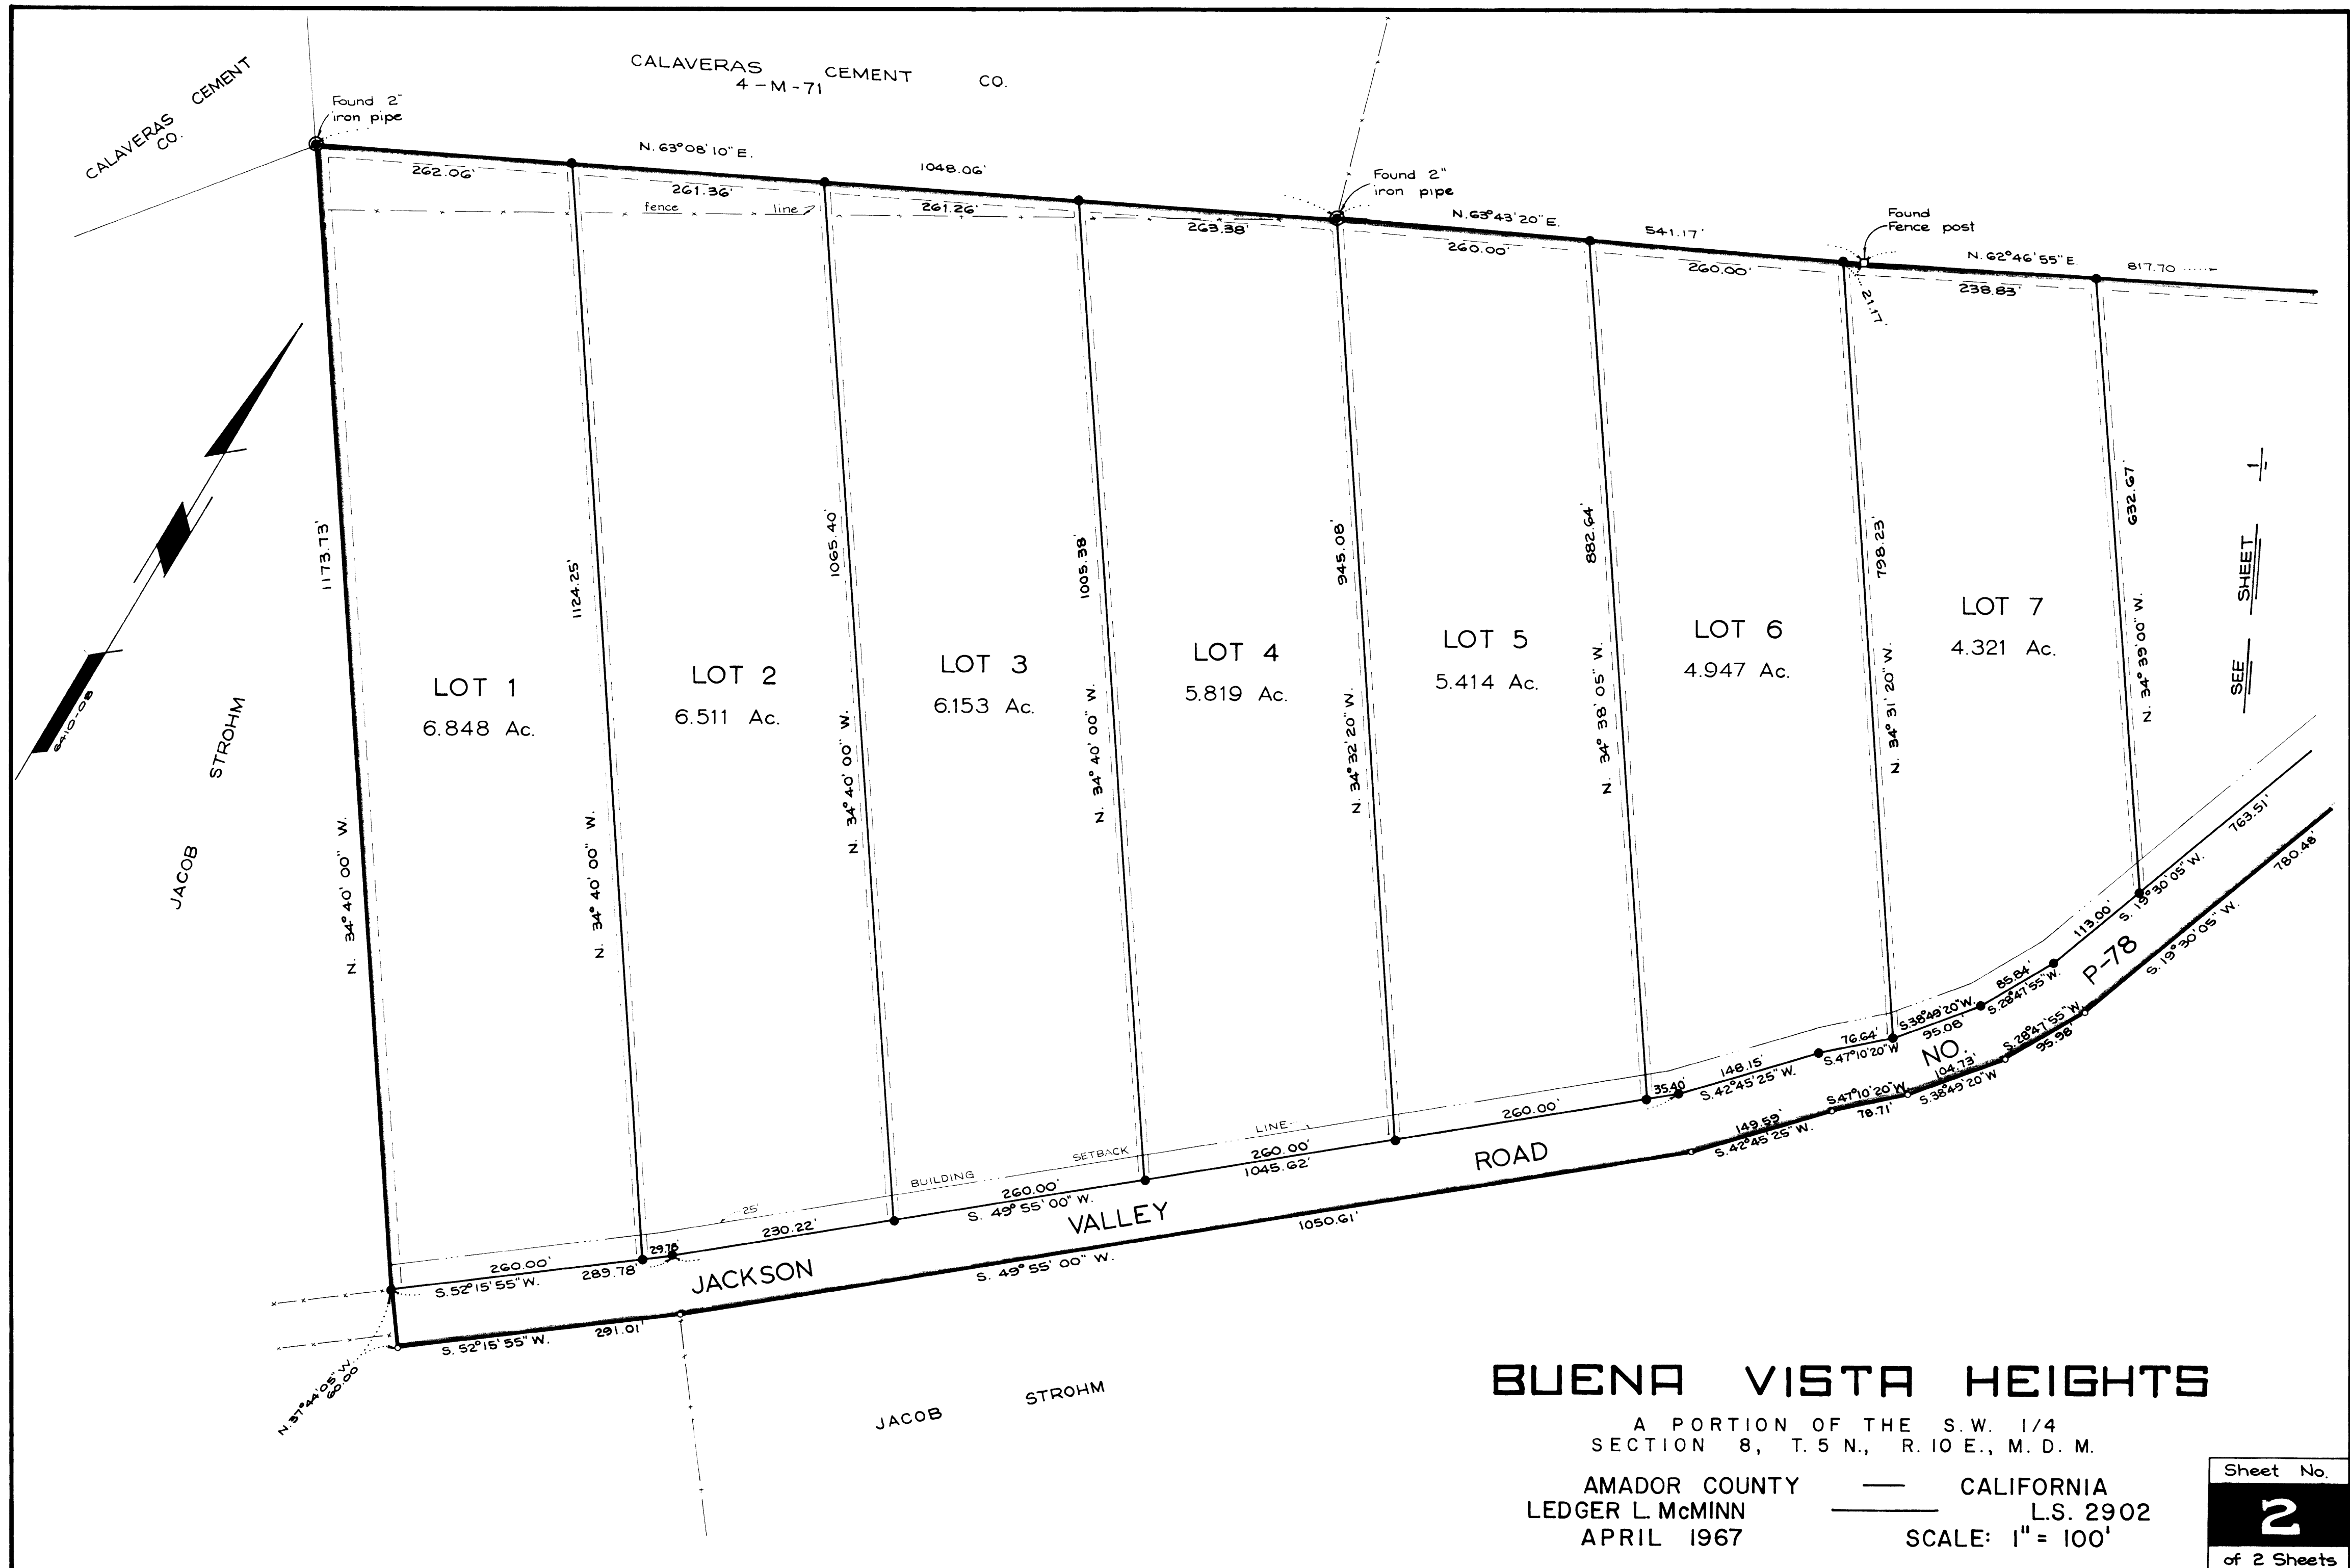 CALAVERAS CEMENT CO.
4-M-71
CALAVERAS CEMENT
CO.
Found 2"
iron pipe
N. 63°08'10" E.
1048.06'
262.06'
261.36'
261.26'
263.38'
fence line
Found 2"
iron pipe
N. 63°43'20" E.
541.17'
260.00'
260.00'
Found
Fence post
N. 62°46'55" E.
817.70
238.83'
21.17'
1173.73'
N. 34° 40' 00" W.
1124.25'
N. 34° 40' 00" W.
1065.40'
N. 34° 40' 00" W.
1005.38'
N. 34° 40' 00" W.
945.08'
N. 34° 32' 20" W.
882.64'
N. 34° 38' 05" W.
798.23'
N. 34° 31' 20" W.
632.67'
N. 34° 39' 00" W.
SEE SHEET 1
LOT 1
6.848 Ac.
LOT 2
6.511 Ac.
LOT 3
6.153 Ac.
LOT 4
5.819 Ac.
LOT 5
5.414 Ac.
LOT 6
4.947 Ac.
LOT 7
4.321 Ac.
6410-08
JACOB STROHM
25' BUILDING SETBACK LINE
260.00'
S. 52°15'55" W.
289.78'
29.78'
230.22'
260.00'
S. 49° 55' 00" W.
260.00'
1045.62'
260.00'
35.40'
148.15'
S. 42°45'25" W.
76.64'
S. 47°10'20" W
S. 38°49'20" W.
95.08'
85.84'
S. 28°47'55" W.
113.00'
S. 19°30'05" W.
763.51'
JACKSON VALLEY ROAD NO. P-78
N. 37°44'05" W.
60.00
S. 52°15'55" W.
291.01'
S. 49° 55' 00" W.
1050.61'
149.59'
S. 42°45'25" W.
S. 47°10'20" W
78.71'
104.73'
S. 38°49'20" W
S. 28°47'55" W
95.98'
S. 19°30'05" W.
780.48'
JACOB STROHM
BUENA VISTA HEIGHTS
A PORTION OF THE S.W. 1/4
SECTION 8, T. 5 N., R. 10 E., M. D. M.
AMADOR COUNTY — CALIFORNIA
LEDGER L. McMINN — L.S. 2902
APRIL 1967 SCALE: 1" = 100'
Sheet No.
2
of 2 Sheets